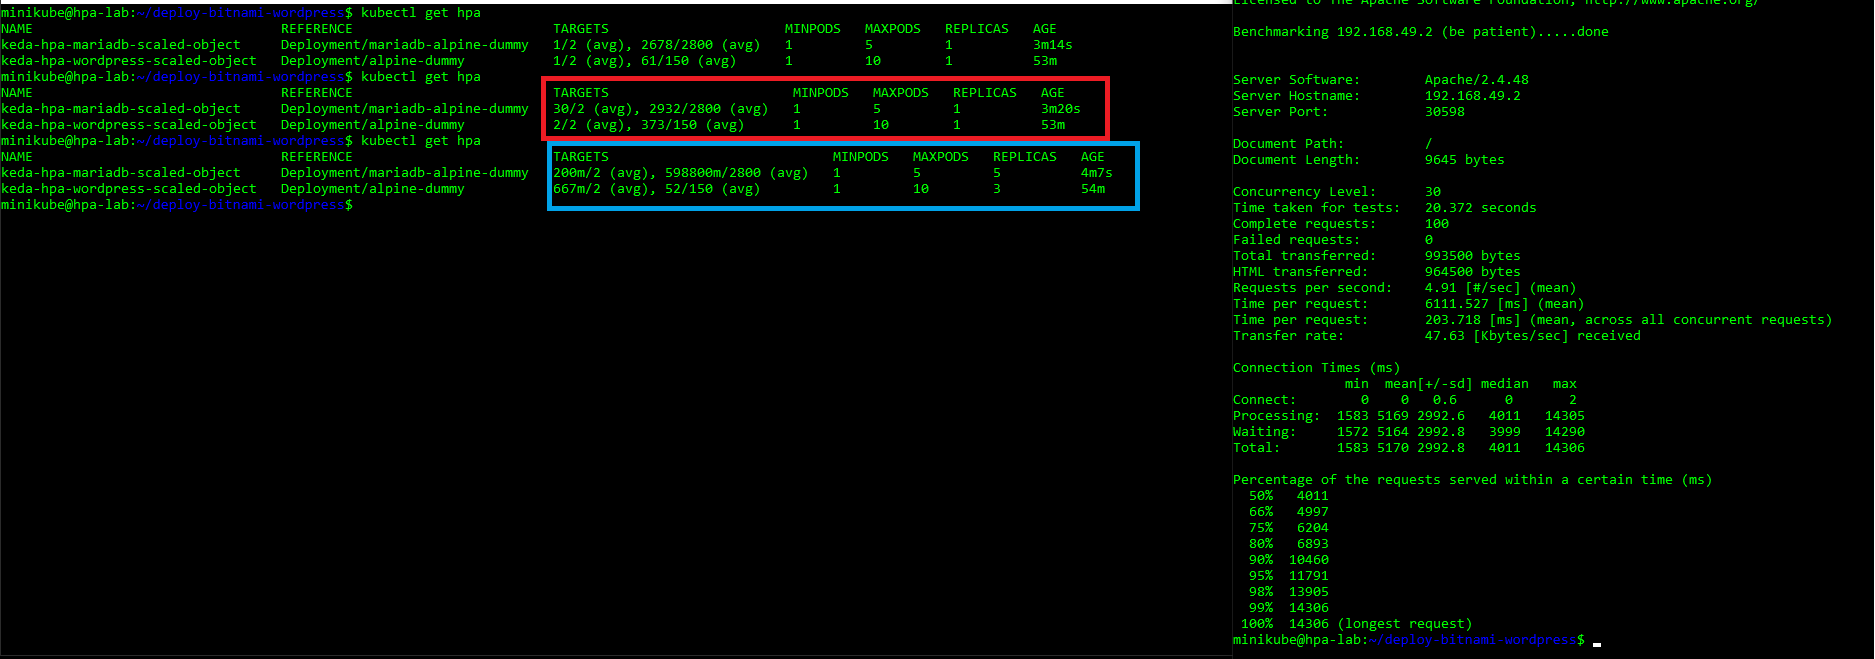 minikube@hpa-lab:~/deploy-bitnami-wordpress$ kubectl get hpa
NAME                            REFERENCE                         TARGETS                        MINPODS   MAXPODS   REPLICAS   AGE
keda-hpa-mariadb-scaled-object     Deployment/mariadb-alpine-dummy   1/2 (avg), 2678/2800 (avg)   1         5         1          3m14s
keda-hpa-wordpress-scaled-object   Deployment/alpine-dummy           1/2 (avg), 61/150 (avg)      1         10        1          53m
minikube@hpa-lab:~/deploy-bitnami-wordpress$ kubectl get hpa
NAME                               REFERENCE                         TARGETS                       MINPODS   MAXPODS   REPLICAS   AGE
keda-hpa-mariadb-scaled-object     Deployment/mariadb-alpine-dummy   30/2 (avg), 2932/2800 (avg)   1         5         1          3m20s
keda-hpa-wordpress-scaled-object   Deployment/alpine-dummy           2/2 (avg), 373/150 (avg)      1         10        1          53m
minikube@hpa-lab:~/deploy-bitnami-wordpress$ kubectl get hpa
NAME                               REFERENCE                         TARGETS                            MINPODS   MAXPODS   REPLICAS   AGE
keda-hpa-mariadb-scaled-object     Deployment/mariadb-alpine-dummy   200m/2 (avg), 598800m/2800 (avg)   1         5         5          4m7s
keda-hpa-wordpress-scaled-object   Deployment/alpine-dummy           667m/2 (avg), 52/150 (avg)         1         10        3          54m
minikube@hpa-lab:~/deploy-bitnami-wordpress$
Licensed to The Apache Software Foundation, http://www.apache.org/
Benchmarking 192.168.49.2 (be patient).....done
Server Software:        Apache/2.4.48
Server Hostname:        192.168.49.2
Server Port:            30598
Document Path:          /
Document Length:        9645 bytes
Concurrency Level:      30
Time taken for tests:   20.372 seconds
Complete requests:      100
Failed requests:        0
Total transferred:      993500 bytes
HTML transferred:       964500 bytes
Requests per second:    4.91 [#/sec] (mean)
Time per request:       6111.527 [ms] (mean)
Time per request:       203.718 [ms] (mean, across all concurrent requests)
Transfer rate:          47.63 [Kbytes/sec] received
Connection Times (ms)
              min  mean[+/-sd] median   max
Connect:        0    0   0.6      0       2
Processing:  1583 5169 2992.6   4011   14305
Waiting:     1572 5164 2992.8   3999   14290
Total:       1583 5170 2992.8   4011   14306
Percentage of the requests served within a certain time (ms)
  50%   4011
  66%   4997
  75%   6204
  80%   6893
  90%  10460
  95%  11791
  98%  13905
  99%  14306
 100%  14306 (longest request)
minikube@hpa-lab:~/deploy-bitnami-wordpress$